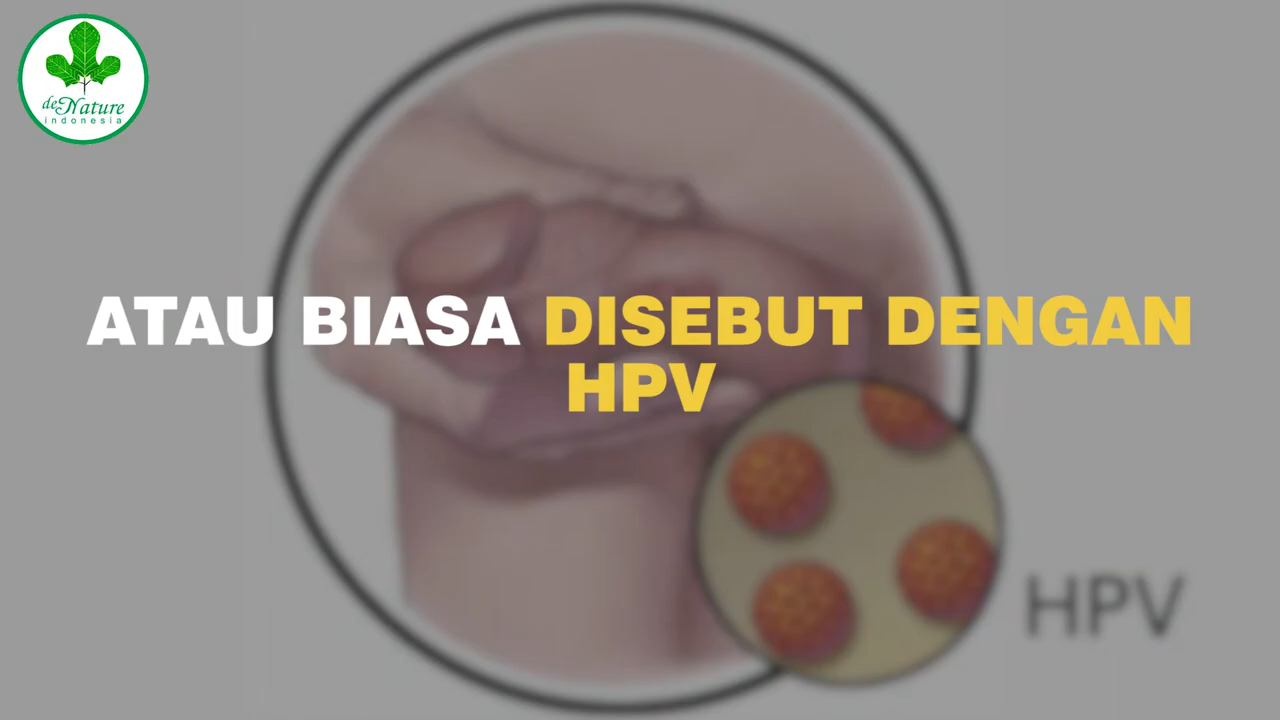 deNature
indonesia
ATAU BIASA DISEBUT DENGAN
HPV
HPV